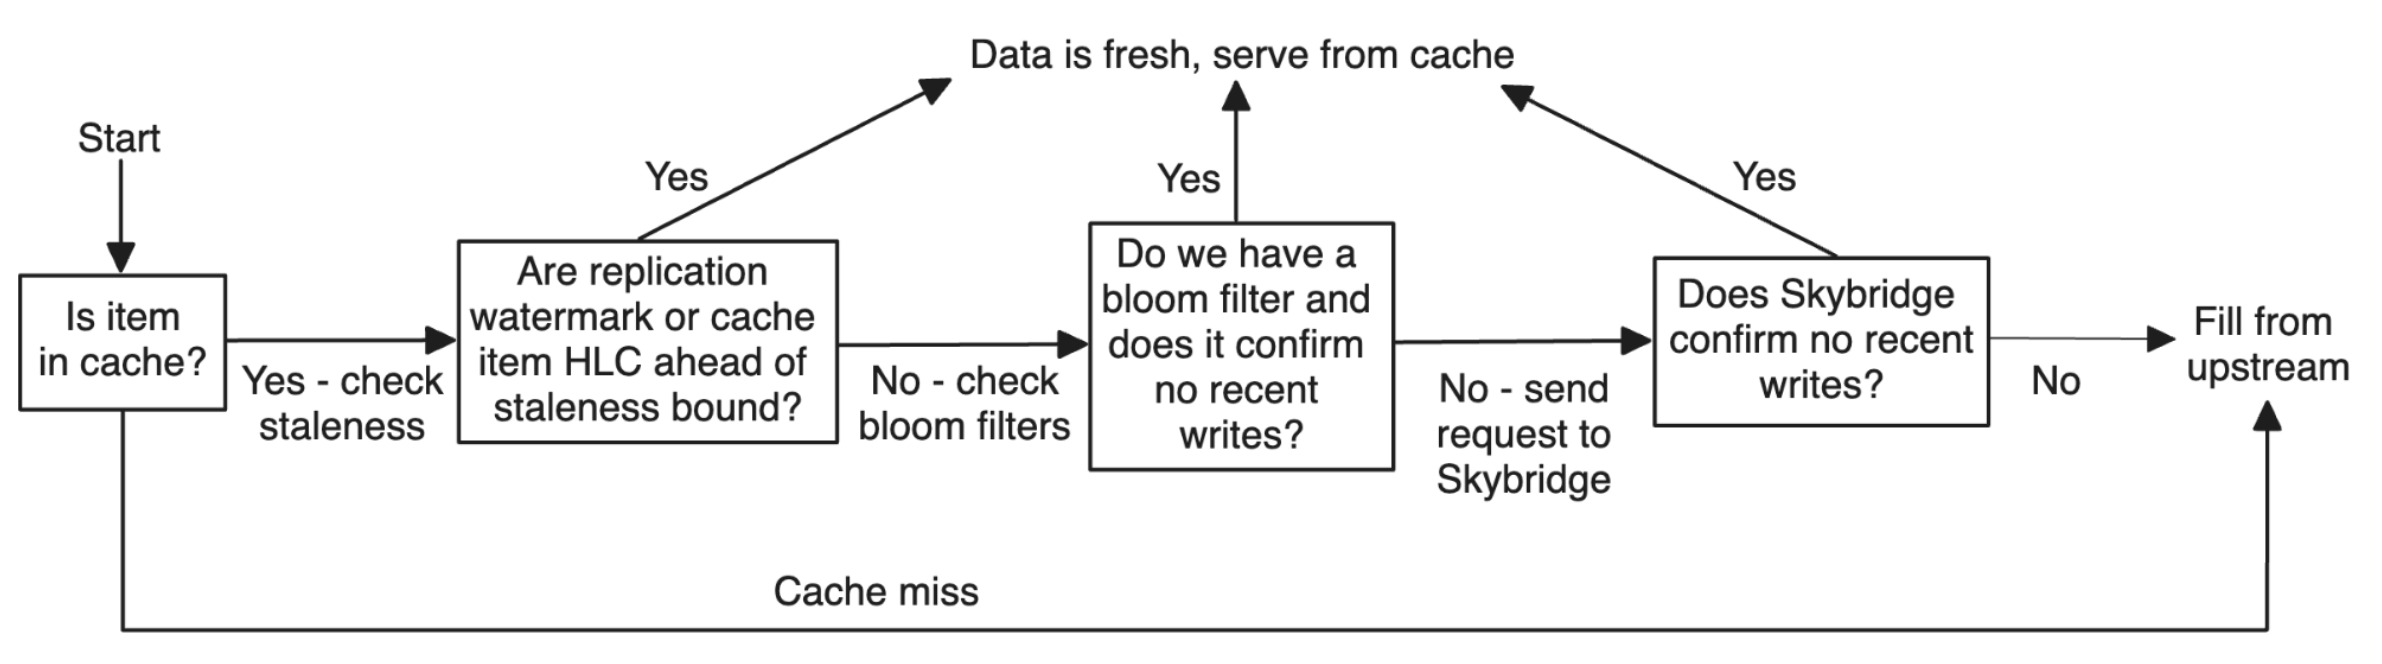 Data is fresh, serve from cache
Start
Yes
Yes
Yes
Is item
in cache?
Yes - check
staleness
Are replication
watermark or cache
item HLC ahead of
staleness bound?
No - check
bloom filters
Do we have a
bloom filter and
does it confirm
no recent
writes?
No - send
request to
Skybridge
Does Skybridge
confirm no recent
writes?
No
Fill from
upstream
Cache miss